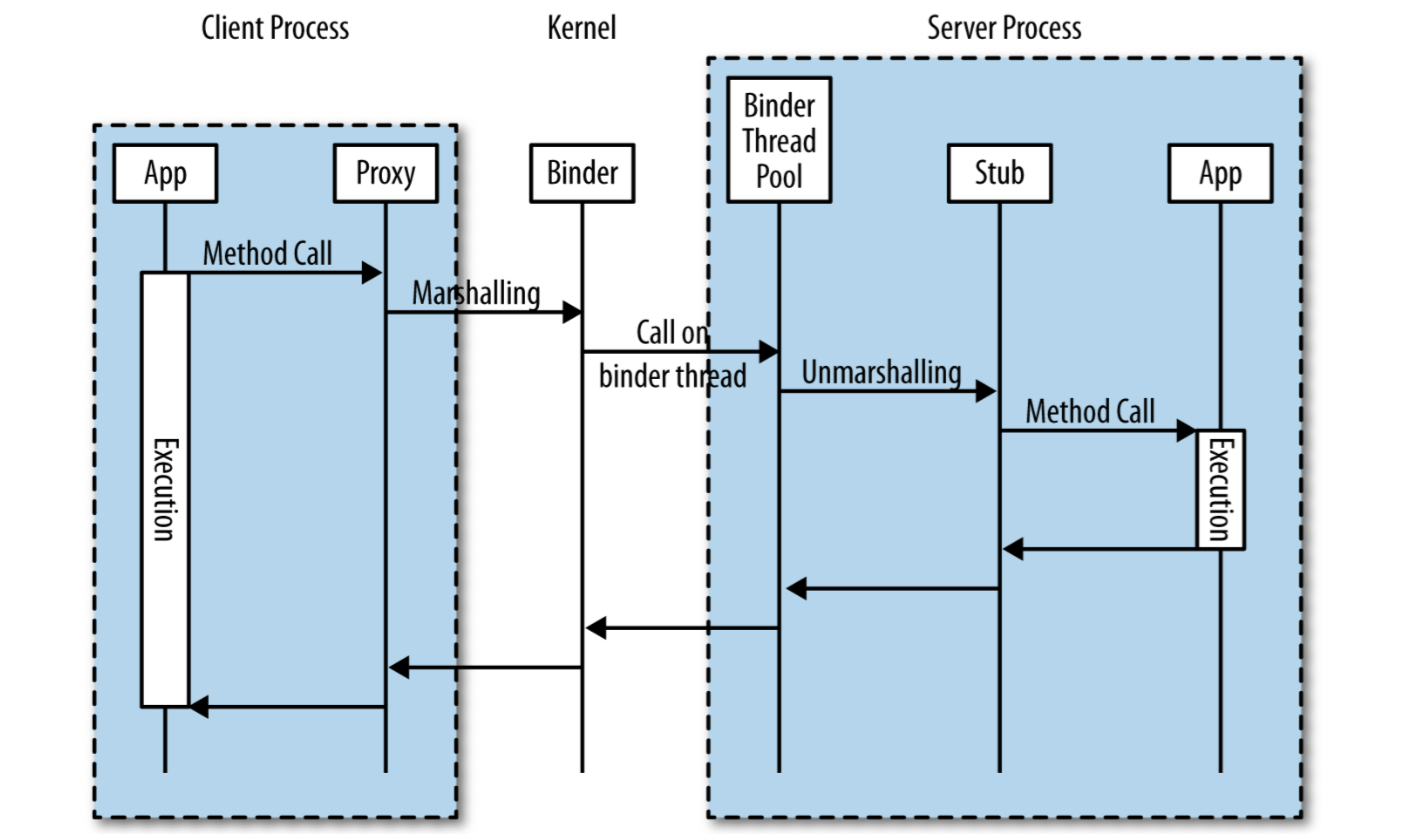 Client Process
Kernel
Server Process
App
Proxy
Binder
Binder
Thread
Pool
Stub
App
Method Call
Marshalling
Call on
binder thread
Unmarshalling
Method Call
Execution
Execution